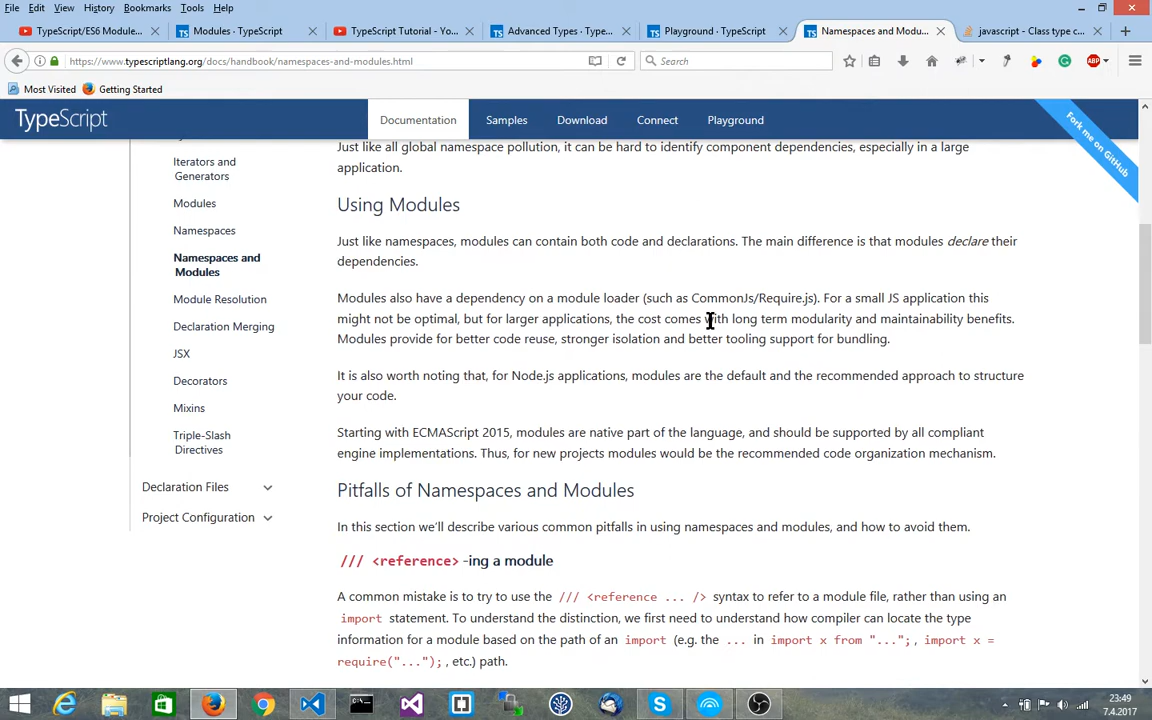 File Edit View History Bookmarks Tools Help
TypeScript/ES6 Module...
Modules · TypeScript
TypeScript Tutorial - Yo...
Advanced Types · Type...
Playground · TypeScript
Namespaces and Modu...
javascript - Class type c...
https://www.typescriptlang.org/docs/handbook/namespaces-and-modules.html
Search
ABP
Most Visited Getting Started
TypeScript
Documentation Samples Download Connect Playground
Fork me on GitHub
Iterators and
Generators
Modules
Namespaces
Namespaces and
Modules
Module Resolution
Declaration Merging
JSX
Decorators
Mixins
Triple-Slash
Directives
Declaration Files
Project Configuration
Just like all global namespace pollution, it can be hard to identify component dependencies, especially in a large
application.
Using Modules
Just like namespaces, modules can contain both code and declarations. The main difference is that modules declare their
dependencies.
Modules also have a dependency on a module loader (such as CommonJs/Require.js). For a small JS application this
might not be optimal, but for larger applications, the cost comes with long term modularity and maintainability benefits.
Modules provide for better code reuse, stronger isolation and better tooling support for bundling.
It is also worth noting that, for Node.js applications, modules are the default and the recommended approach to structure
your code.
Starting with ECMAScript 2015, modules are native part of the language, and should be supported by all compliant
engine implementations. Thus, for new projects modules would be the recommended code organization mechanism.
Pitfalls of Namespaces and Modules
In this section we'll describe various common pitfalls in using namespaces and modules, and how to avoid them.
/// <reference> -ing a module
A common mistake is to try to use the /// <reference ... /> syntax to refer to a module file, rather than using an
import statement. To understand the distinction, we first need to understand how compiler can locate the type
information for a module based on the path of an import (e.g. the ... in import x from "...";, import x =
require("...");, etc.) path.
23:49
7.4.2017